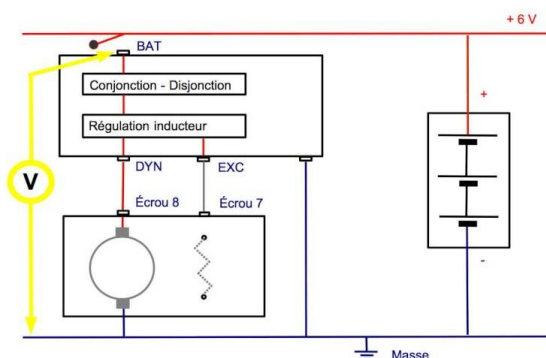 + 6 V
BAT
Conjonction - Disjonction
Régulation inducteur
+
V
DYN
EXC
Écrou 8
Écrou 7
-
Masse